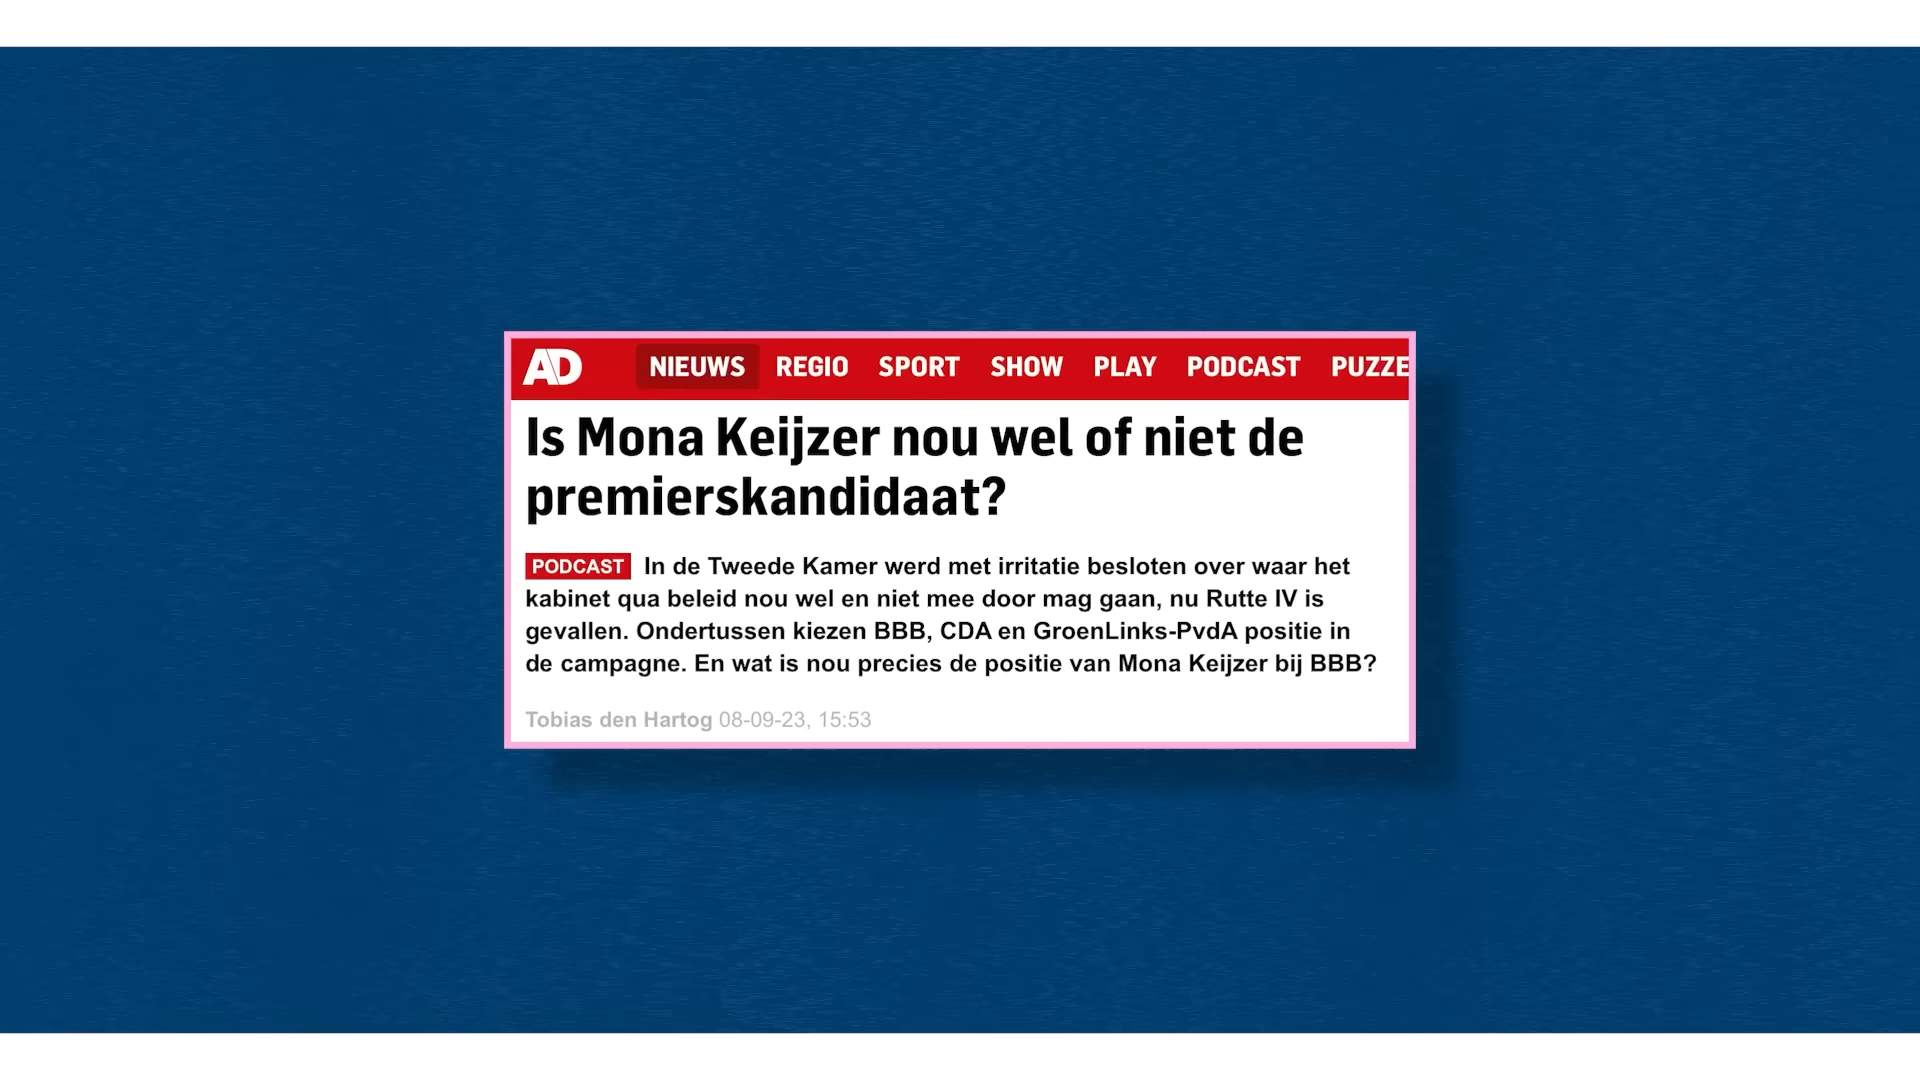 AD NIEUWS REGIO SPORT SHOW PLAY PODCAST PUZZE
Is Mona Keijzer nou wel of niet de
premierskandidaat?
PODCAST In de Tweede Kamer werd met irritatie besloten over waar het
kabinet qua beleid nou wel en niet mee door mag gaan, nu Rutte IV is
gevallen. Ondertussen kiezen BBB, CDA en GroenLinks-PvdA positie in
de campagne. En wat is nou precies de positie van Mona Keijzer bij BBB?
Tobias den Hartog 08-09-23, 15:53